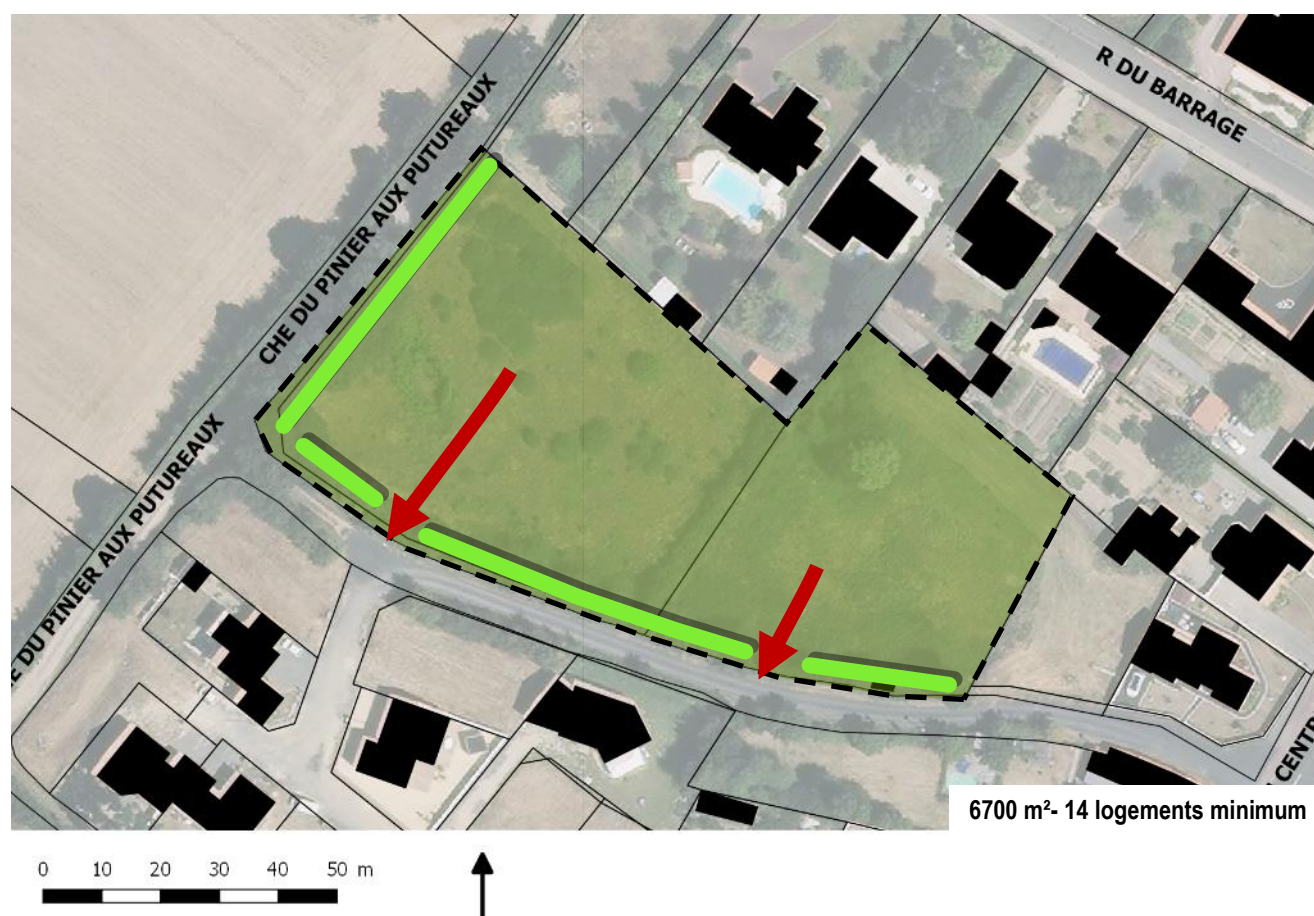 R DU BARRAGE
CHE DU PINIER AUX PUTUREAUX
E DU PINIER AUX PUTUREAUX
CENTR
6700 m²- 14 logements minimum
0 10 20 30 40 50 m